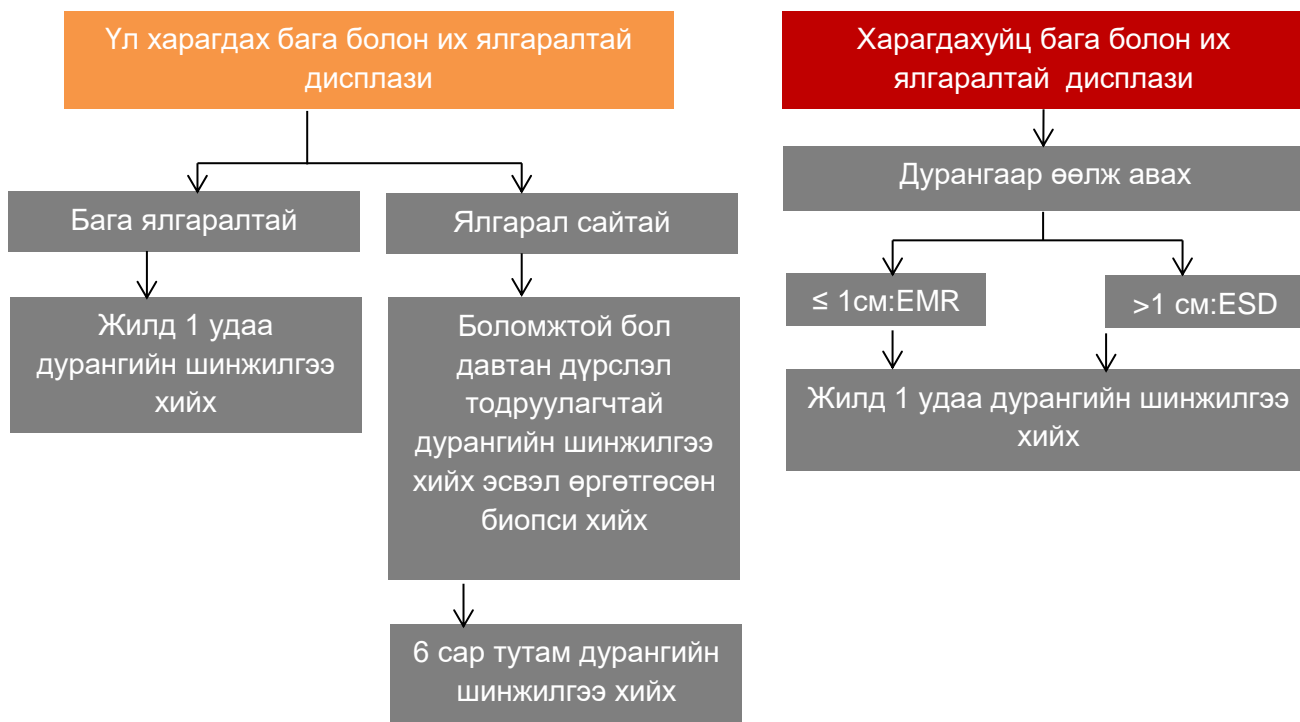 Үл харагдах бага болон их ялгаралтай
дисплази
Бага ялгаралтай
Ялгарал сайтай
Жилд 1 удаа
дурангийн шинжилгээ
хийх
Боломжтой бол
давтан дүрслэл
тодруулагчтай
дурангийн шинжилгээ
хийх эсвэл өргөтгөсөн
биопси хийх
6 сар тутам дурангийн
шинжилгээ хийх
Харагдахуйц бага болон их
ялгаралтай дисплази
Дурангаар өөлж авах
≤ 1см:EMR
>1 см:ESD
Жилд 1 удаа дурангийн шинжилгээ
хийх